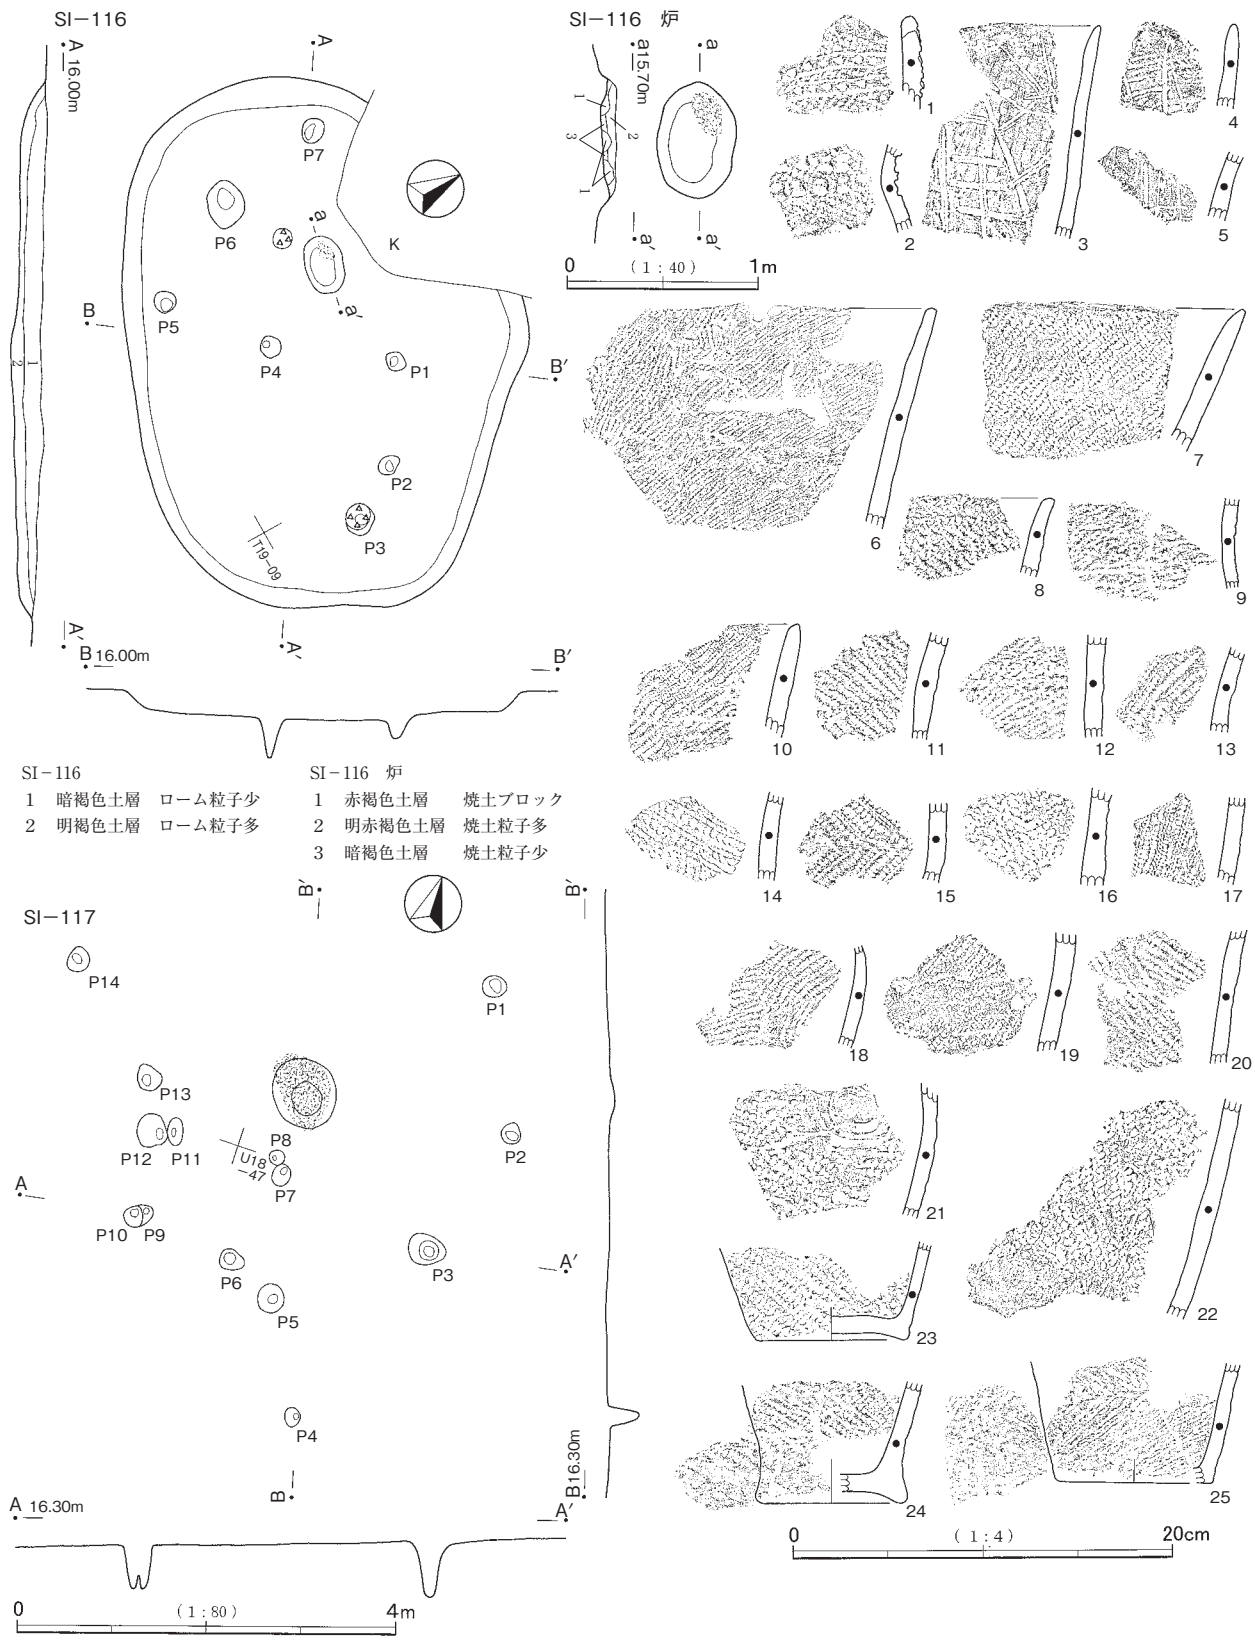 SI－116
A
16.00m
A
P7
P6
a
K
B
P5
a′
P4
P1
B′
1
2
P2
P3
T19-09
A′
A′
B 16.00m
B′
SI－116　炉
a
15.70m
a
1
2
3
1
a′
a′
0
（1：40）
1m
SI－116
1　暗褐色土層　ローム粒子少
2　明褐色土層　ローム粒子多
SI－116　炉
1　赤褐色土層　焼土ブロック
2　明赤褐色土層　焼土粒子多
3　暗褐色土層　焼土粒子少
SI－117
B′
B′
P14
P1
P13
P12
P11
P8
U18
-47
P7
P2
A
P10
P9
P6
P3
A′
P5
P4
B
B 16.30m
A 16.30m
A′
0
（1：80）
4m
1
2
3
4
5
6
7
8
9
10
11
12
13
14
15
16
17
18
19
20
21
22
23
24
25
0
（1：4）
20cm